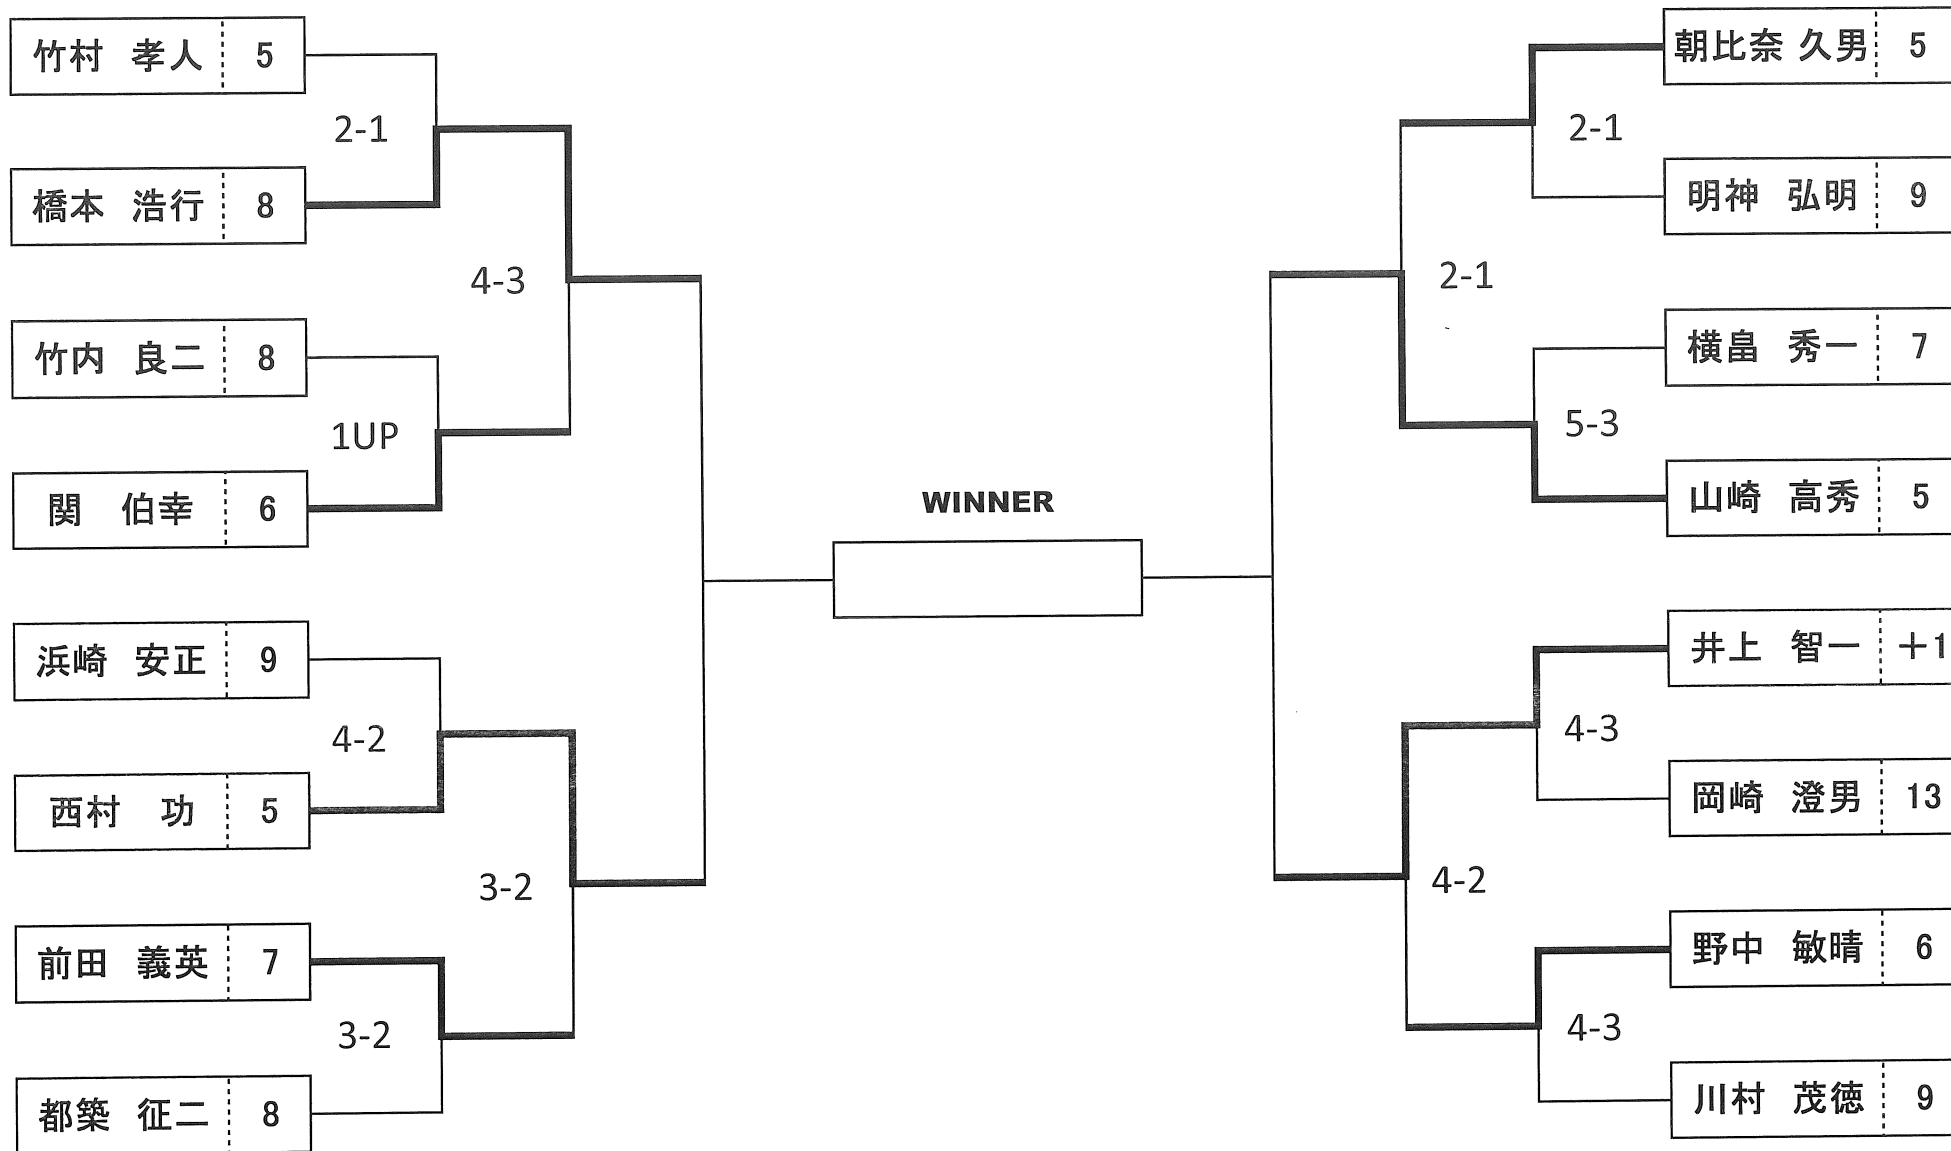 竹村 孝人 5
2-1
橋本 浩行 8
4-3
竹内 良二 8
1UP
関 伯幸 6
浜崎 安正 9
4-2
西村 功 5
3-2
前田 義英 7
3-2
都築 征二 8
WINNER
朝比奈 久男 5
2-1
明神 弘明 9
2-1
横畠 秀一 7
5-3
山崎 高秀 5
井上 智一 +1
4-3
岡崎 澄男 13
4-2
野中 敏晴 6
4-3
川村 茂徳 9